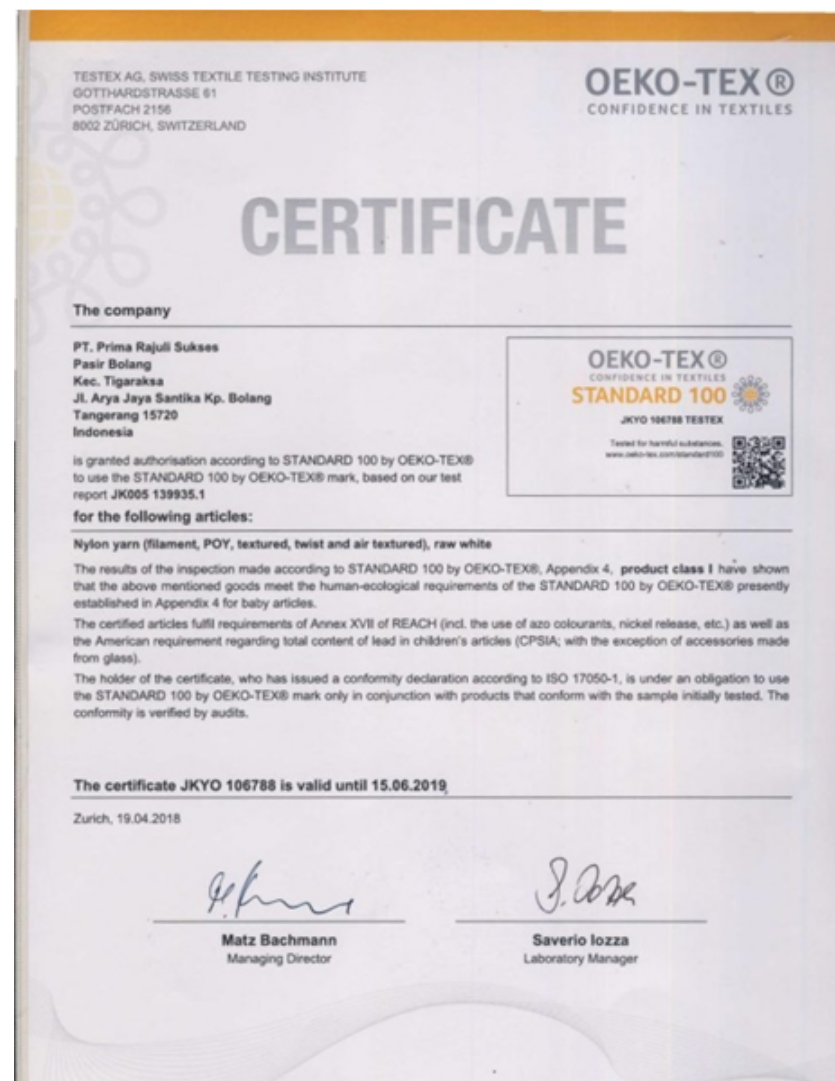 TESTEX AG, SWISS TEXTILE TESTING INSTITUTE
GOTTHARDSTRASSE 61
POSTFACH 2156
8002 ZÜRICH, SWITZERLAND
OEKO-TEX®
CONFIDENCE IN TEXTILES
CERTIFICATE
The company
PT. Prima Rajuli Sukses
Pasir Bolang
Kec. Tigaraksa
Jl. Arya Jaya Santika Kp. Bolang
Tangerang 15720
Indonesia
OEKO-TEX®
CONFIDENCE IN TEXTILES
STANDARD 100
JKYO 106788 TESTEX
Tested for harmful substances.
www.oeko-tex.com/standard100
is granted authorisation according to STANDARD 100 by OEKO-TEX®
to use the STANDARD 100 by OEKO-TEX® mark, based on our test
report JK005 139935.1
for the following articles:
Nylon yarn (filament, POY, textured, twist and air textured), raw white
The results of the inspection made according to STANDARD 100 by OEKO-TEX®, Appendix 4, product class I have shown
that the above mentioned goods meet the human-ecological requirements of the STANDARD 100 by OEKO-TEX® presently
established in Appendix 4 for baby articles.
The certified articles fulfil requirements of Annex XVII of REACH (incl. the use of azo colourants, nickel release, etc.) as well as
the American requirement regarding total content of lead in children's articles (CPSIA; with the exception of accessories made
from glass).
The holder of the certificate, who has issued a conformity declaration according to ISO 17050-1, is under an obligation to use
the STANDARD 100 by OEKO-TEX® mark only in conjunction with products that conform with the sample initially tested. The
conformity is verified by audits.
The certificate JKYO 106788 is valid until 15.06.2019
Zurich, 19.04.2018
Matz Bachmann
Managing Director
Saverio Iozza
Laboratory Manager